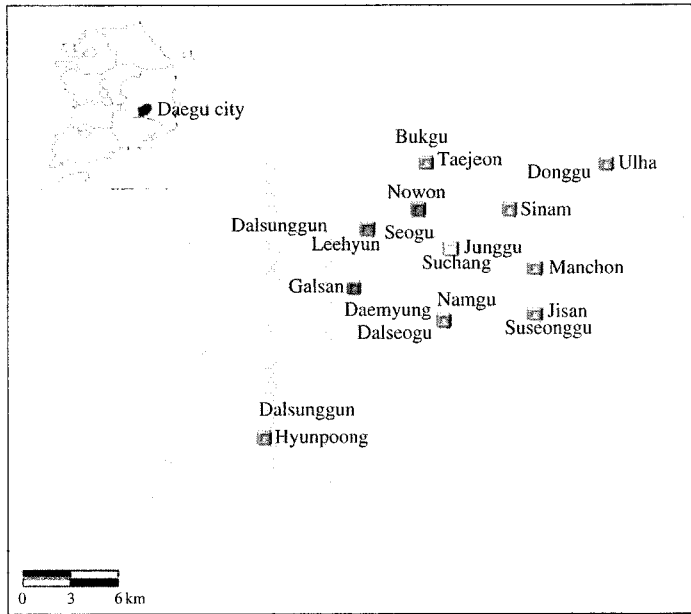 Daegu city
Bukgu
Taejeon
Donggu Ulha
Nowon
Sinam
Dalsunggun
Seogu
Leehyun
Junggu
Suchang
Manchon
Galsan
Daemyung Namgu
Jisan
Dalseogu
Suseonggu
Dalsunggun
Hyunpoong
0 3 6 km